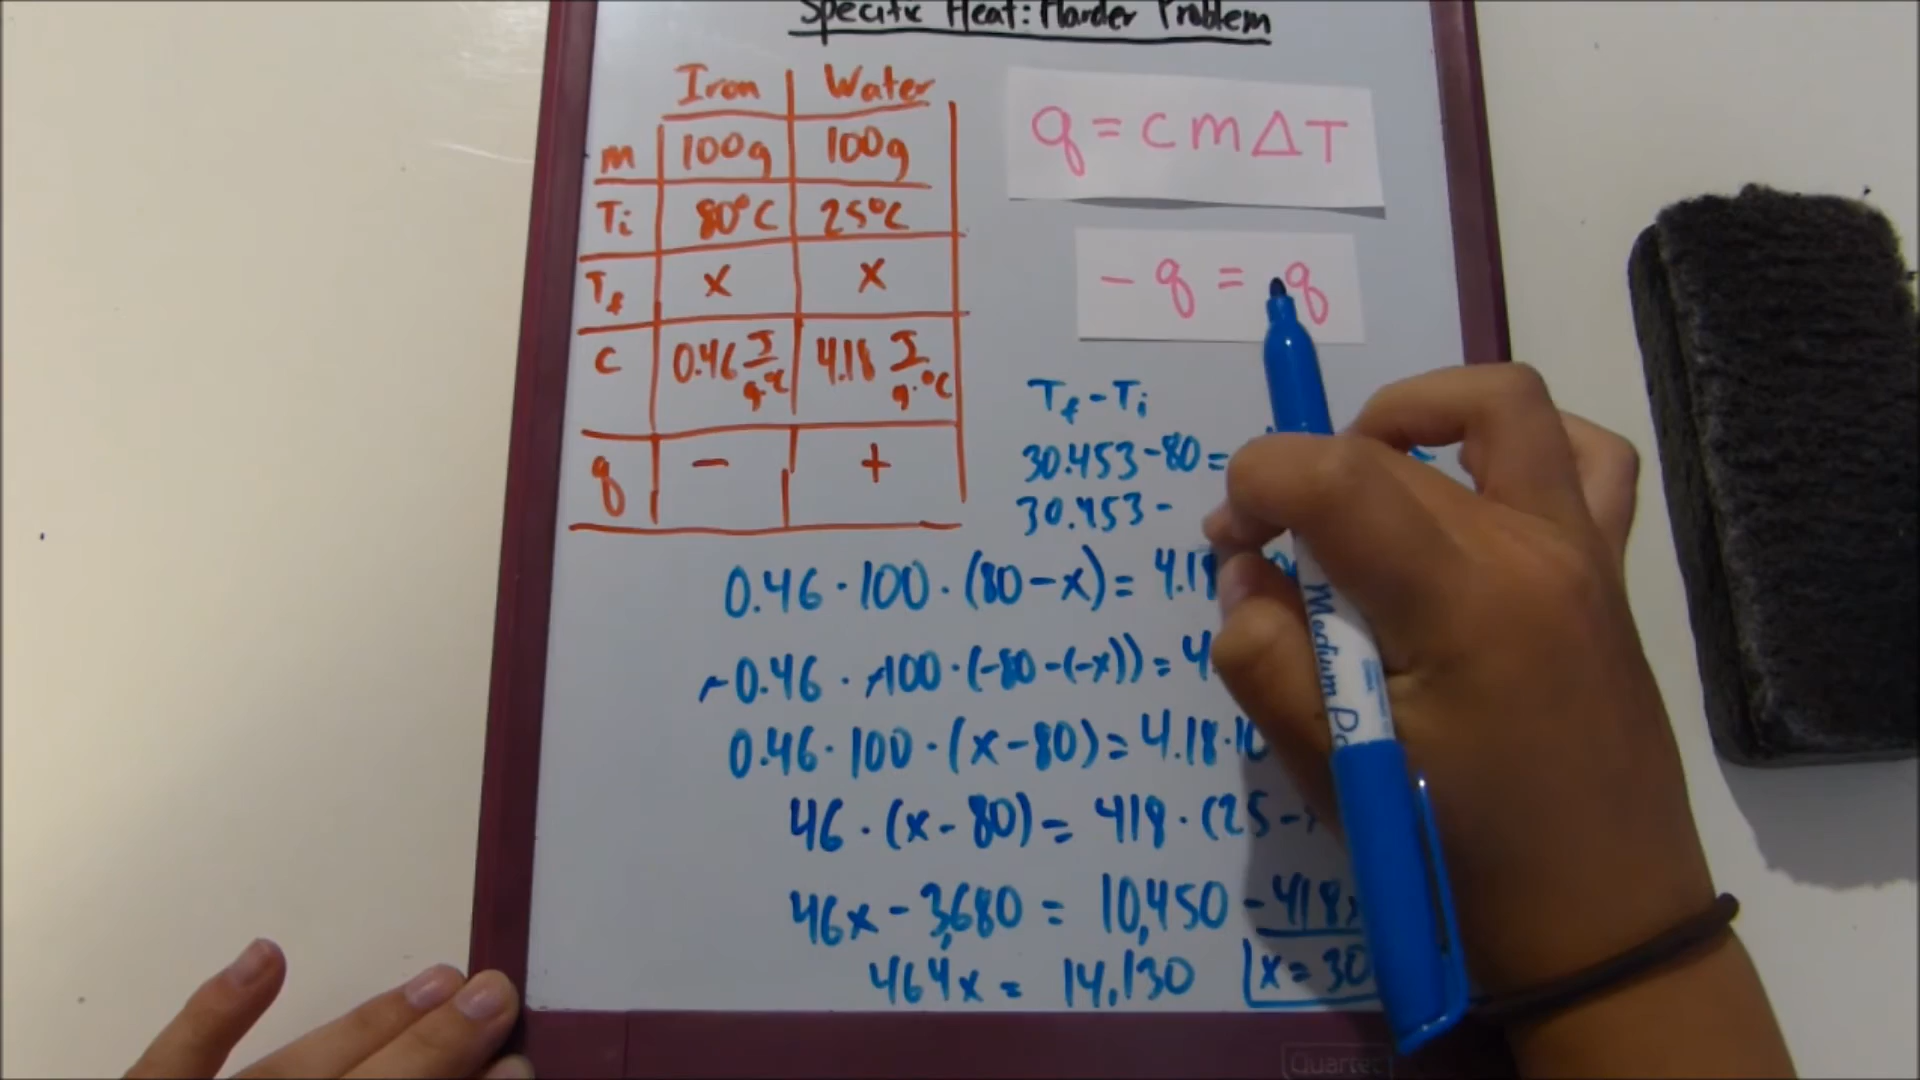 Specific Heat: Harder Problem
Iron Water
m 100g 100g
Ti 80°C 25°C
Tf x x
C 0.46 J/g·°C 4.18 J/g·°C
q - +
q = cmΔT
- q = q
Tf - Ti
30.453 - 80 =
30.453 -
0.46 · 100 · (80 - x) = 4.18
-0.46 · -100 · (-80 - (-x)) = 4.
0.46 · 100 · (x - 80) = 4.18 · 10
46 · (x - 80) = 418 · (25 -
46x - 3,680 = 10,450 - 418x
464x = 14,130 x = 30
Medium Po
Quartet